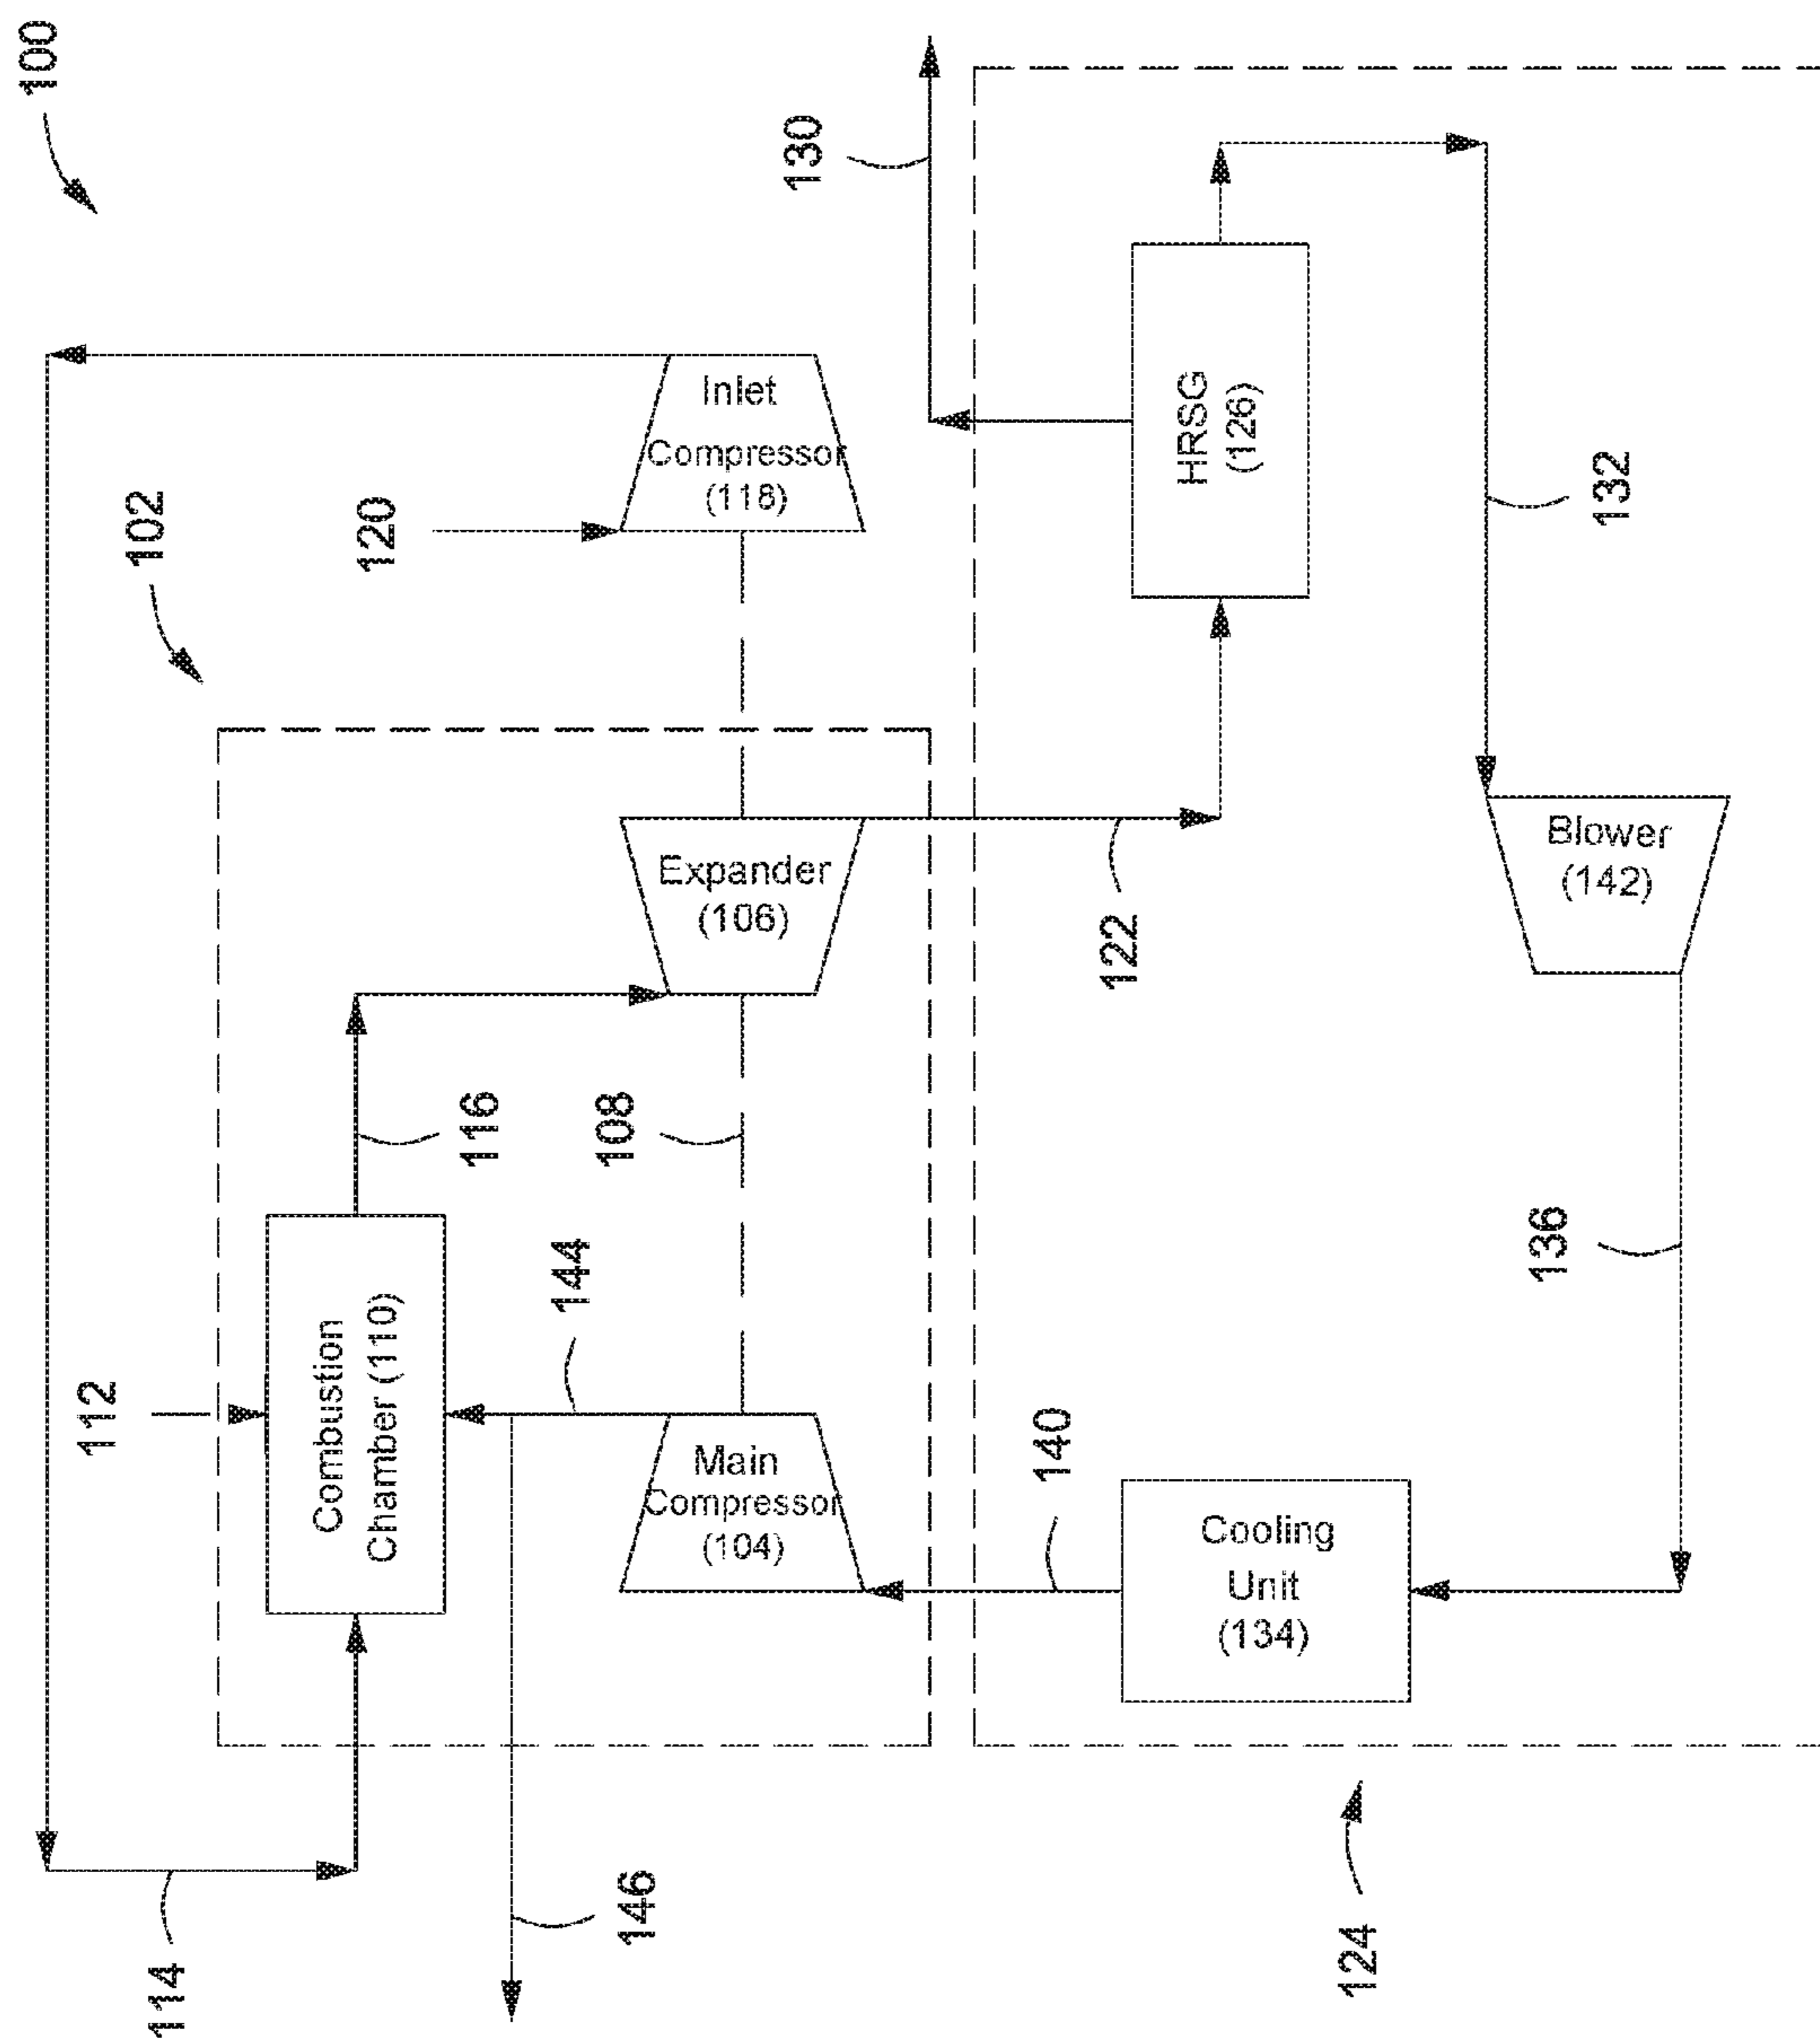 100
102
120
Inlet
Compressor
(118)
130
HRSG
(126)
132
Expander
(106)
122
Blower
(142)
116
108
112
Combustion
Chamber (110)
144
Main
Compressor
(104)
140
136
Cooling
Unit
(134)
114
146
124